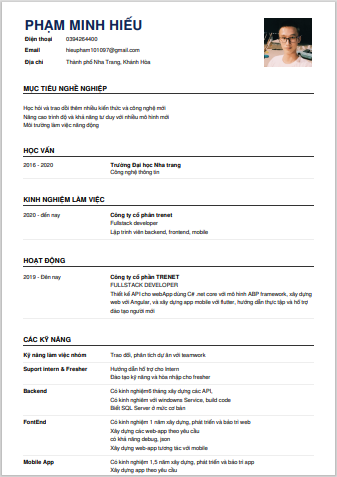 PHẠM MINH HIẾU
Điện thoại 0394264400
Email hieupham101097@gmail.com
Địa chỉ Thành phố Nha Trang, Khánh Hòa
MỤC TIÊU NGHỀ NGHIỆP
Học hỏi và trao dồi thêm nhiều kiến thức và công nghệ mới
Nâng cao trình độ và khả năng tư duy với nhiều mô hình mới
Môi trường làm việc năng động
HỌC VẤN
2016 - 2020 Trường Đại học Nha trang
Công nghệ thông tin
KINH NGHIỆM LÀM VIỆC
2020 - đến nay Công ty cổ phần trenet
Fullstack developer
Lập trình viên backend, frontend, mobile
HOẠT ĐỘNG
2019 - Đến nay Công ty cổ phần TRENET
FULLSTACK DEVELOPER
Thiết kế API cho webApp dùng C# .net core với mô hình ABP framework, xây dựng
web với Angular, và xây dựng app mobile với flutter, hướng dẫn thực tập và hổ trợ
đào tạo người mới
CÁC KỸ NĂNG
Kỹ năng làm việc nhóm Trao đổi, phân tích dự án với teamwork
Suport intern & Fresher Hướng dẫn hổ trợ cho Intern
Đào tạo kỹ năng và hòa nhập cho fresher
Backend Có kinh nghiệm6 tháng xây dựng các API,
Có kinh nghiêm với windowns Service, build code
Biết SQL Server ở mức cơ bản
FontEnd Có kinh nghiệm 1 năm xây dựng, phát triển và bảo trì web
Xây dựng các web-app theo yêu cầu
có khả năng debug, json
Xây dựng web-app tương tác với mobile
Mobile App Có kinh nghiệm 1,5 năm xây dựng, phát triển và bảo trì app
Xây dựng app theo yêu cầu